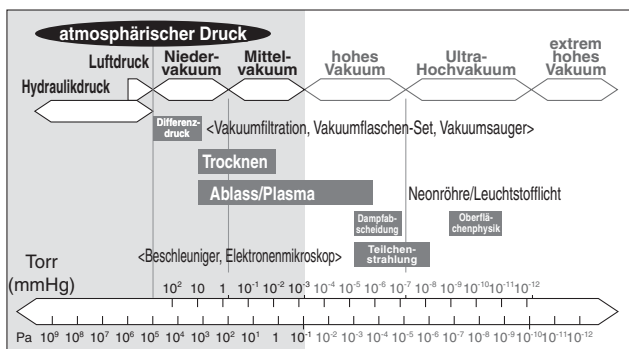 atmosphärischer Druck
Luftdruck
Hydraulikdruck
Nieder-
vakuum
Mittel-
vakuum
hohes
Vakuum
Ultra-
Hochvakuum
extrem
hohes
Vakuum
Differenz-
druck
<Vakuumfiltration, Vakuumflaschen-Set, Vakuumsauger>
Trocknen
Ablass/Plasma
Neonröhre/Leuchtstofflicht
Dampfab-
scheidung
Oberflä-
chenphysik
<Beschleuniger, Elektronenmikroskop>
Teilchen-
strahlung
Torr
(mmHg)
10² 10 1 10⁻¹ 10⁻² 10⁻³ 10⁻⁴ 10⁻⁵ 10⁻⁶ 10⁻⁷ 10⁻⁸ 10⁻⁹ 10⁻¹⁰ 10⁻¹¹ 10⁻¹²
Pa 10⁹ 10⁸ 10⁷ 10⁶ 10⁵ 10⁴ 10³ 10² 10¹ 1 10⁻¹ 10⁻² 10⁻³ 10⁻⁴ 10⁻⁵ 10⁻⁶ 10⁻⁷ 10⁻⁸ 10⁻⁹ 10⁻¹⁰ 10⁻¹¹ 10⁻¹²